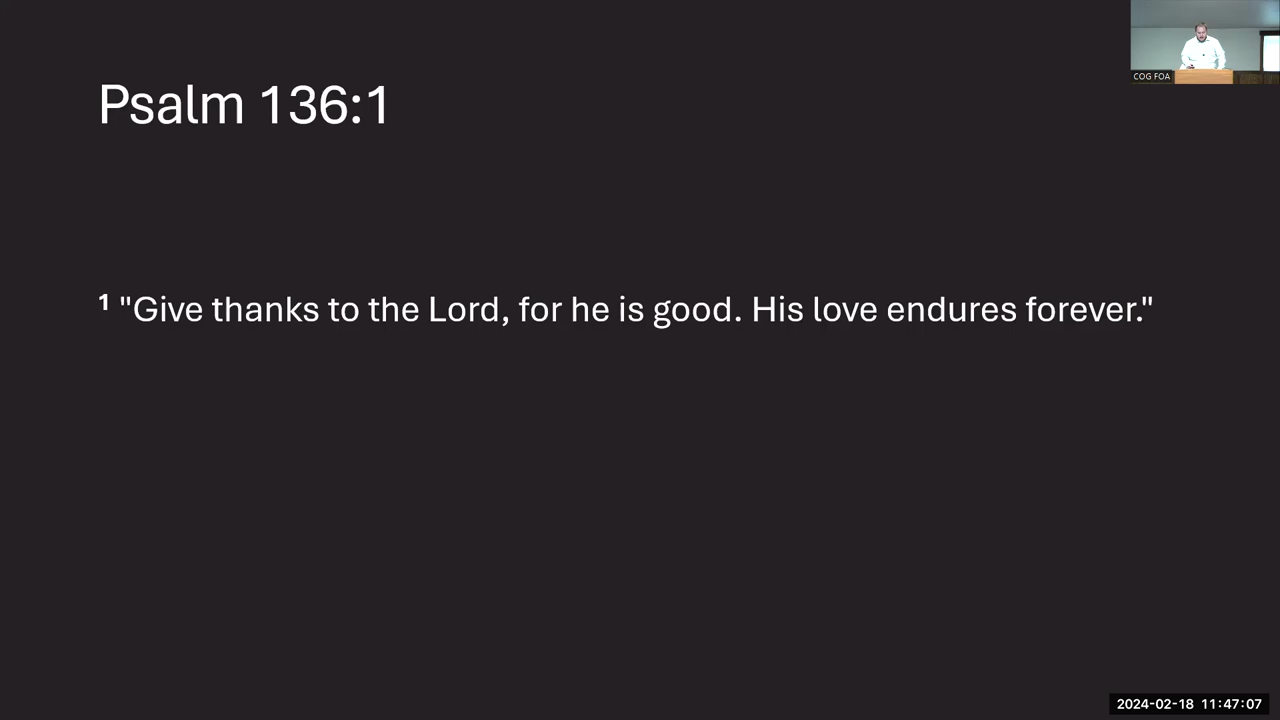 COG FOA
Psalm 136:1
¹ "Give thanks to the Lord, for he is good. His love endures forever."
2024-02-18 11:47:07